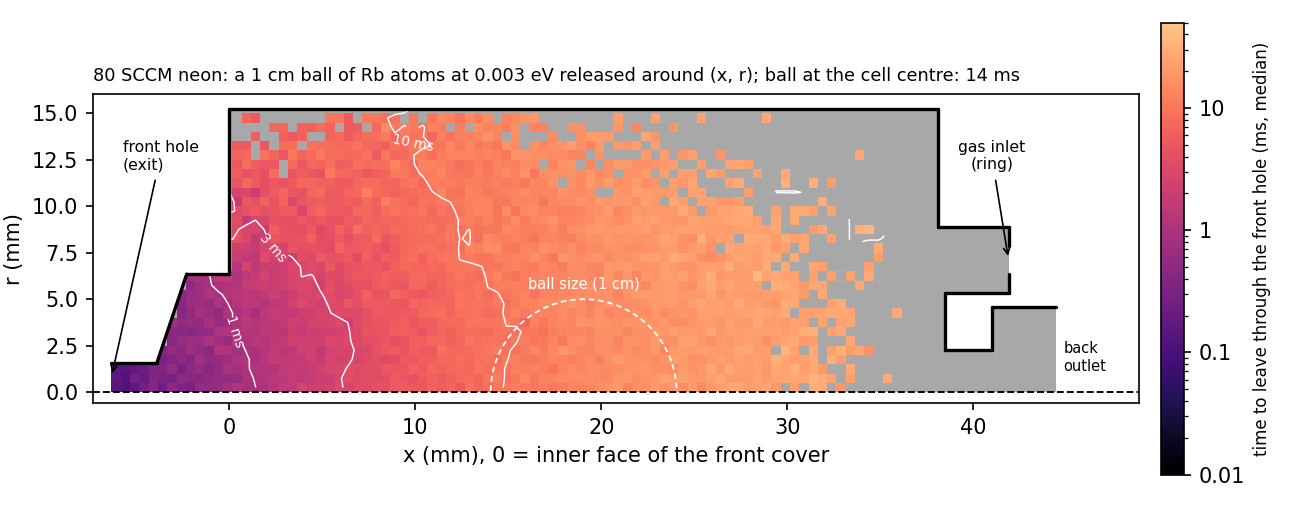 80 SCCM neon: a 1 cm ball of Rb atoms at 0.003 eV released around (x, r); ball at the cell centre: 14 ms
15.0
12.5
10.0
7.5
5.0
2.5
0.0
r (mm)
front hole
(exit)
10 ms
3 ms
1 ms
ball size (1 cm)
gas inlet
(ring)
back
outlet
0
10
20
30
40
x (mm), 0 = inner face of the front cover
10
1
0.1
0.01
time to leave through the front hole (ms, median)